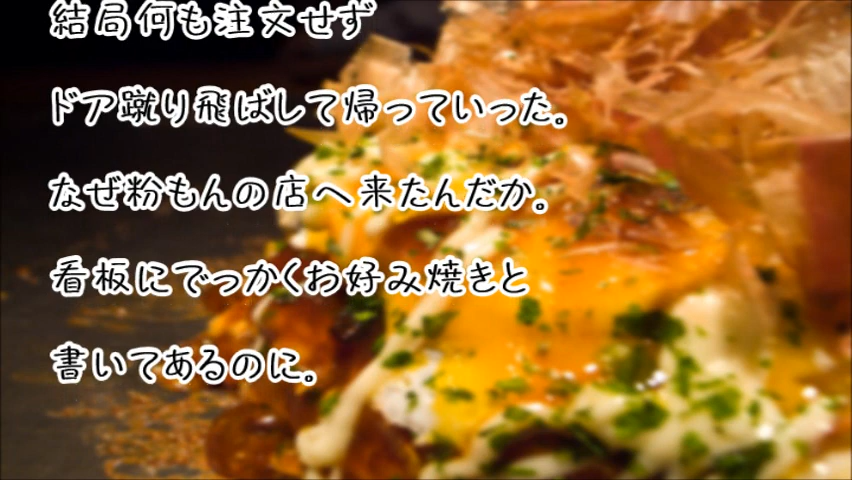 結局何も注文せず
ドア蹴り飛ばして帰っていった。
なぜ粉もんの店へ来たんだか。
看板にでっかくお好み焼きと
書いてあるのに。